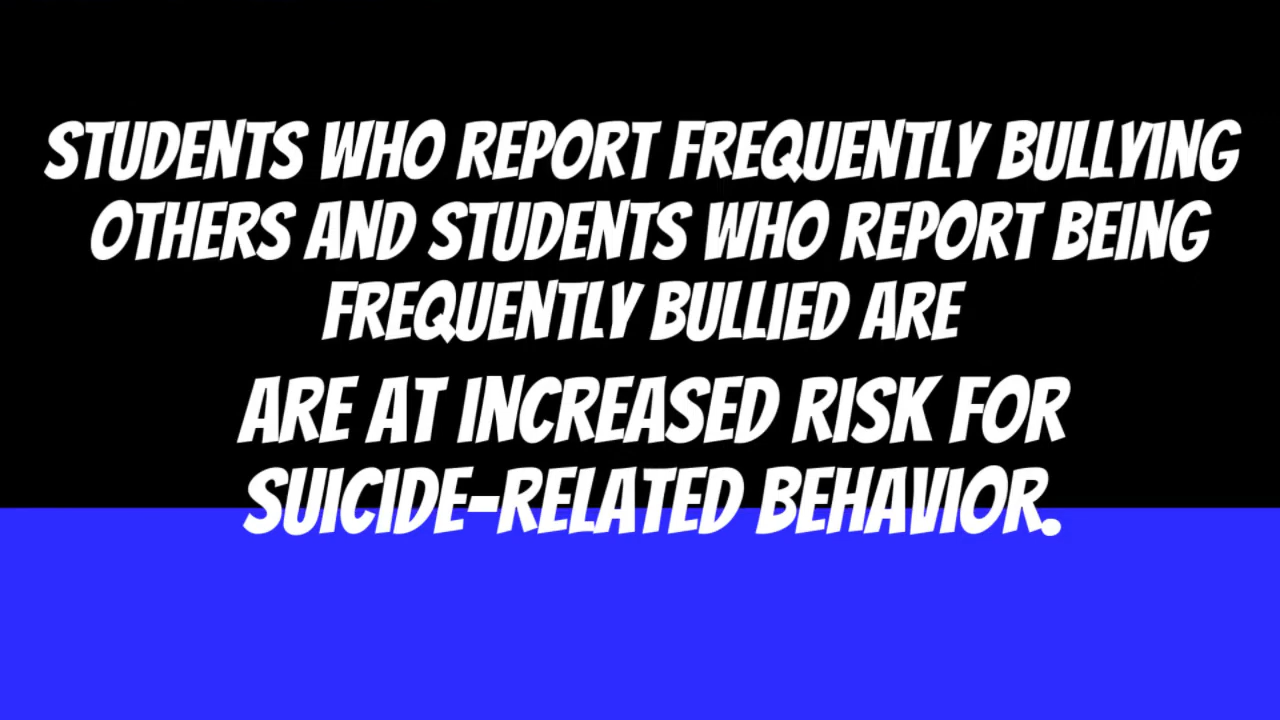 STUDENTS WHO REPORT FREQUENTLY BULLYING
OTHERS AND STUDENTS WHO REPORT BEING
FREQUENTLY BULLIED ARE
ARE AT INCREASED RISK FOR
SUICIDE-RELATED BEHAVIOR.